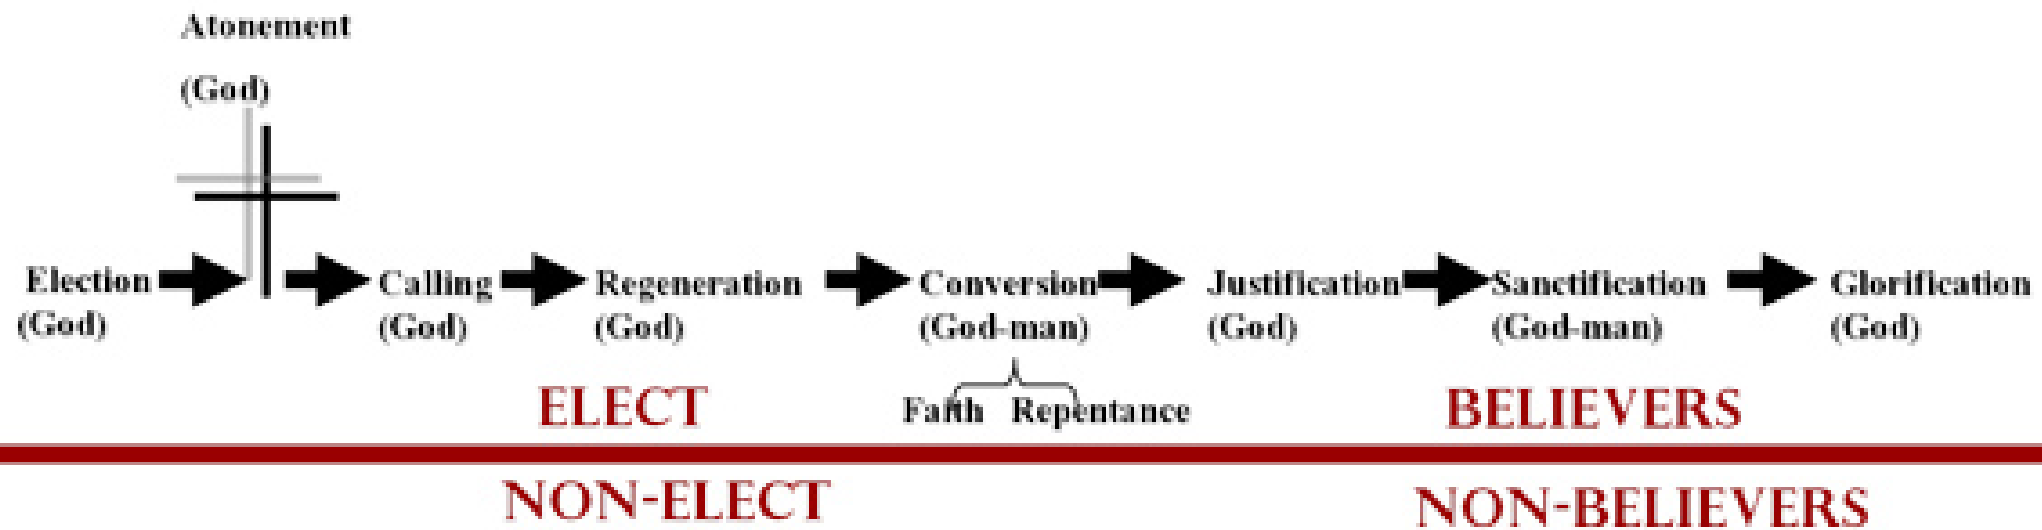 Atonement
(God)
Election Calling Regeneration Conversion Justification Sanctification Glorification
(God) (God) (God) (God-man) (God) (God-man) (God)
Faith Repentance
ELECT BELIEVERS
NON-ELECT NON-BELIEVERS